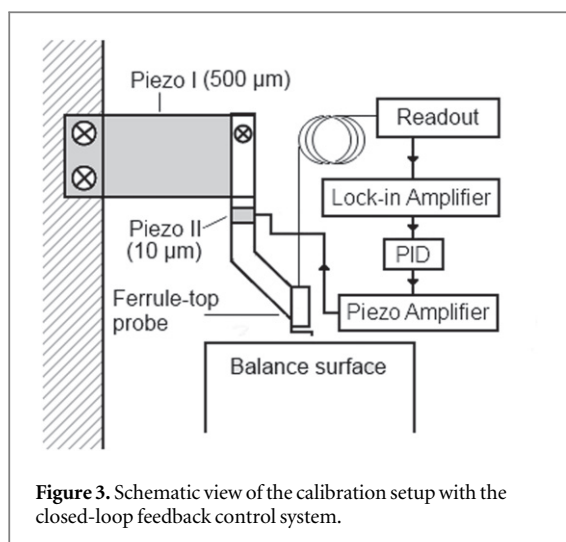 Piezo I (500 µm)
Readout
Lock-in Amplifier
Piezo II
(10 µm)
PID
Ferrule-top
probe
Piezo Amplifier
Balance surface
Figure 3. Schematic view of the calibration setup with the
closed-loop feedback control system.